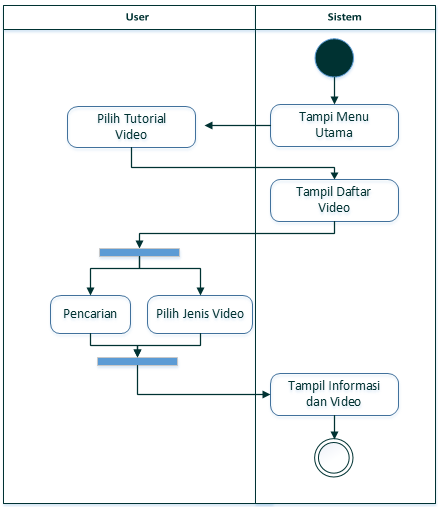 User
Sistem
Tampi Menu
Utama
Pilih Tutorial
Video
Tampil Daftar
Video
Pencarian
Pilih Jenis Video
Tampil Informasi
dan Video